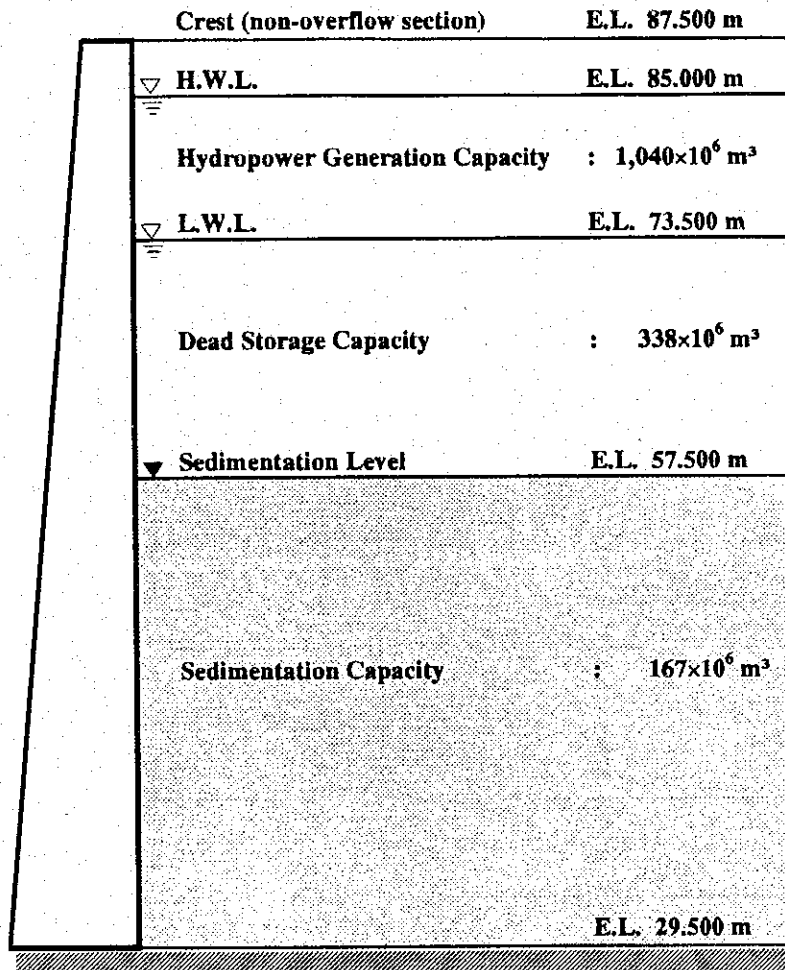 Crest (non-overflow section) E.L. 87.500 m
H.W.L. E.L. 85.000 m
Hydropower Generation Capacity : 1,040×10⁶ m³
L.W.L. E.L. 73.500 m
Dead Storage Capacity : 338×10⁶ m³
Sedimentation Level E.L. 57.500 m
Sedimentation Capacity : 167×10⁶ m³
E.L. 29.500 m